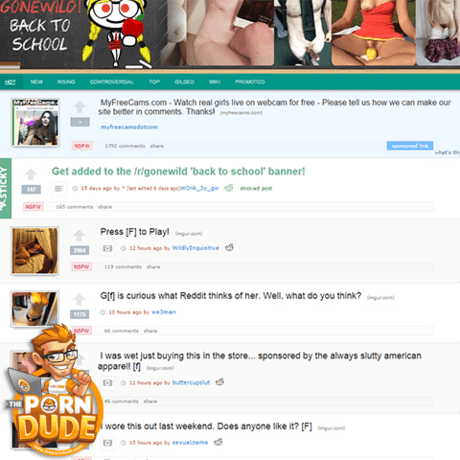 GONEWILD!
BACK TO
SCHOOL
HOT NEW RISING CONTROVERSIAL TOP GILDED WIKI PROMOTED
MyFreeCams
MyFreeCams.com - Watch real girls live on webcam for free - Please tell us how we can make our
site better in comments. Thanks! (myfreecams.com)
myfreecamsdotcom
NSFW 1792 comments share
sponsored link
what's thi
STICKY
Get added to the /r/gonewild 'back to school' banner!
147
15 days ago by * (last edited 6 days ago) m0nk_3y_gw stickied post
NSFW 165 comments share
Press [F] to Play! (imgur.com)
2964
12 hours ago by WildlyInquisitive
NSFW 119 comments share
G[f] is curious what Reddit thinks of her. Well, what do you think? (imgur.com)
1175
10 hours ago by we3man
NSFW 66 comments share
I was wet just buying this in the store... sponsored by the always slutty american
apparel! [f] (imgur.com)
11 hours ago by buttercupslut
46 comments share
I wore this out last weekend. Does anyone like it? [F] (imgur.com)
15 hours ago by sexualdeme
THE
PORN
DUDE